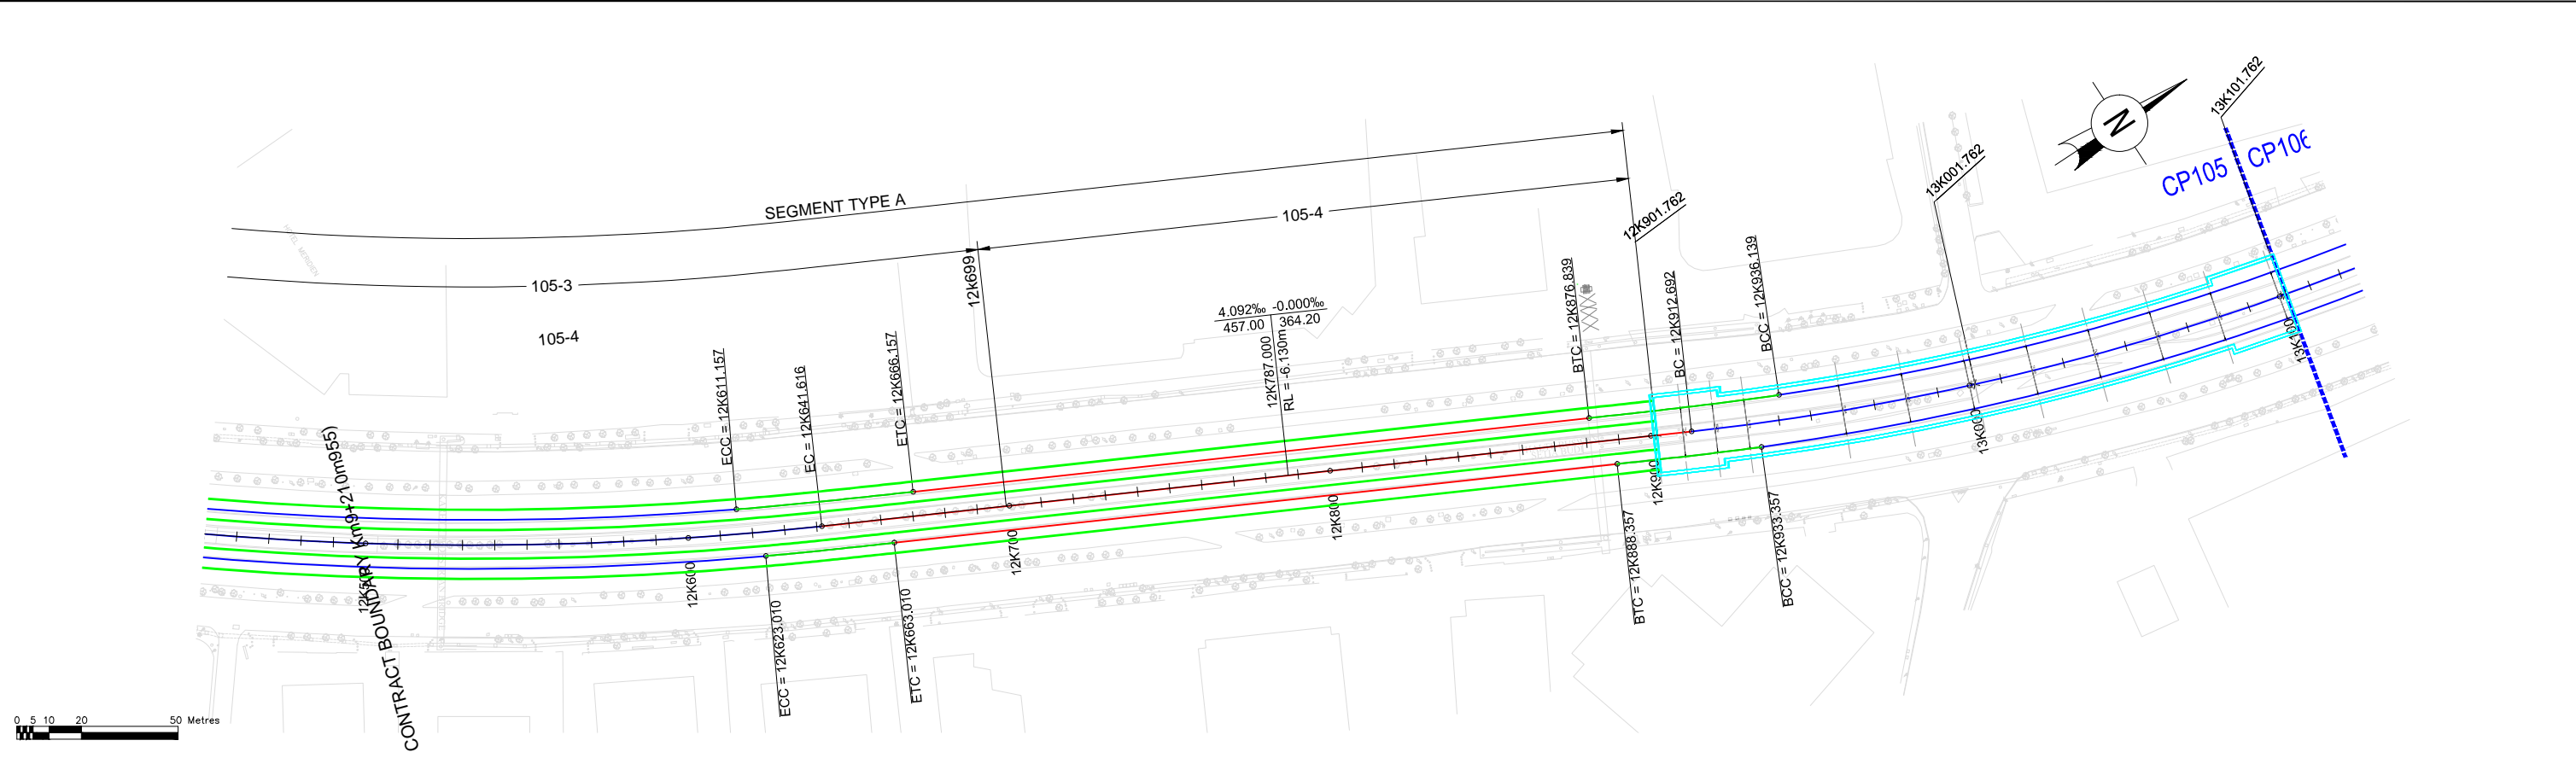 SEGMENT TYPE A
105-3
105-4
105-4
12k699
HOTEL MERIDIEN
ECC = 12K611.157
EC = 12K641.616
ETC = 12K666.157
4.092‰ -0.000‰
457.00 364.20
12K787.000
RL = -6.130m
BTC = 12K876.839
12K901.762
BC = 12K912.692
BCC = 12K936.139
13K001.762
N
13K101.762
CP105
CP106
CONTRACT BOUNDARY Km9+210m955)
12K600
12K700
12K800
12K900
13K000
13K100
ECC = 12K623.010
ETC = 12K663.010
BTC = 12K888.357
BCC = 12K933.357
0 5 10 20 50 Metres